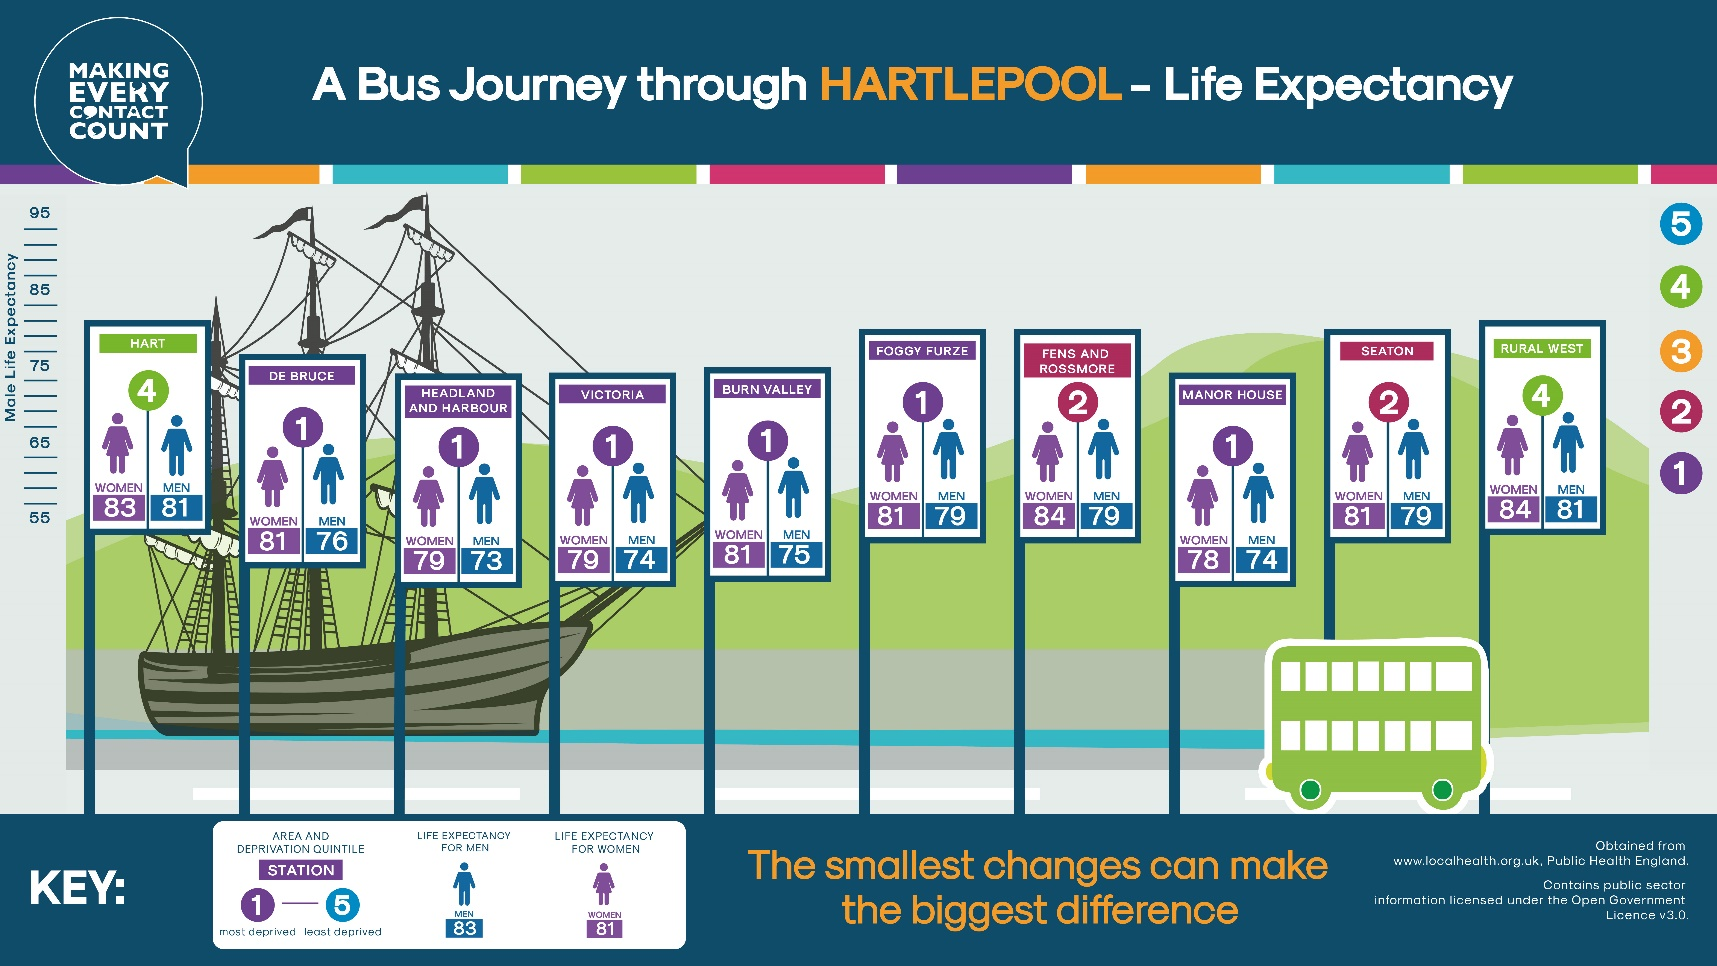 MAKING
EVERY
CONTACT
COUNT
A Bus Journey through HARTLEPOOL – Life Expectancy
Male Life Expectancy
95
85
75
65
55
HART
4
WOMEN MEN
83 81
DE BRUCE
1
WOMEN MEN
81 76
HEADLAND
AND HARBOUR
1
WOMEN MEN
79 73
VICTORIA
1
WOMEN MEN
79 74
BURN VALLEY
1
WOMEN MEN
81 75
FOGGY FURZE
1
WOMEN MEN
81 79
FENS AND
ROSSMORE
2
WOMEN MEN
84 79
MANOR HOUSE
1
WOMEN MEN
78 74
SEATON
2
WOMEN MEN
81 79
RURAL WEST
4
WOMEN MEN
84 81
5
4
3
2
1
KEY:
AREA AND
DEPRIVATION QUINTILE
STATION
1 5
most deprived least deprived
LIFE EXPECTANCY
FOR MEN
MEN
83
LIFE EXPECTANCY
FOR WOMEN
WOMEN
81
The smallest changes can make
the biggest difference
Obtained from
www.localhealth.org.uk, Public Health England.
Contains public sector
information licensed under the Open Government
Licence v3.0.